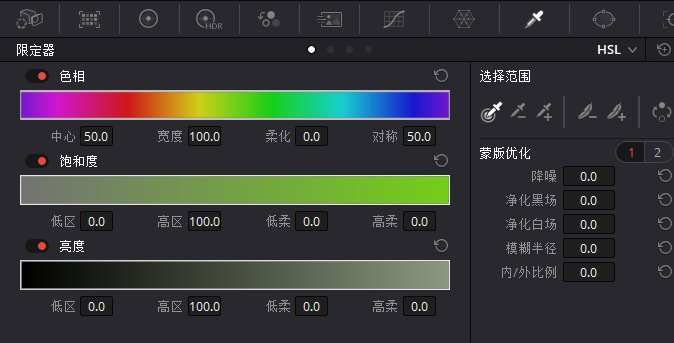 HDR
限定器 HSL
色相 选择范围
中心 50.0 宽度 100.0 柔化 0.0 对称 50.0
饱和度 蒙版优化 1 2
降噪 0.0
净化黑场 0.0
低区 0.0 高区 100.0 低柔 0.0 高柔 0.0 净化白场 0.0
亮度 模糊半径 0.0
内/外比例 0.0
低区 0.0 高区 100.0 低柔 0.0 高柔 0.0